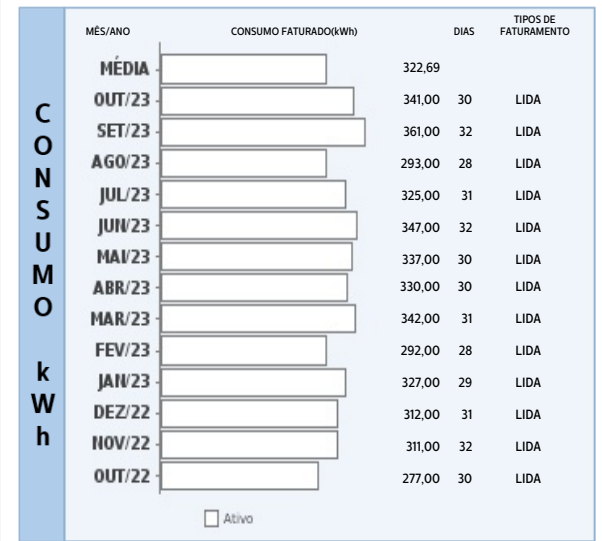 CONSUMO kWh
MÊS/ANO CONSUMO FATURADO(kWh) DIAS TIPOS DE FATURAMENTO
MÉDIA 322,69
OUT/23 341,00 30 LIDA
SET/23 361,00 32 LIDA
AGO/23 293,00 28 LIDA
JUL/23 325,00 31 LIDA
JUN/23 347,00 32 LIDA
MAI/23 337,00 30 LIDA
ABR/23 330,00 30 LIDA
MAR/23 342,00 31 LIDA
FEV/23 292,00 28 LIDA
JAN/23 327,00 29 LIDA
DEZ/22 312,00 31 LIDA
NOV/22 311,00 32 LIDA
OUT/22 277,00 30 LIDA
Ativo